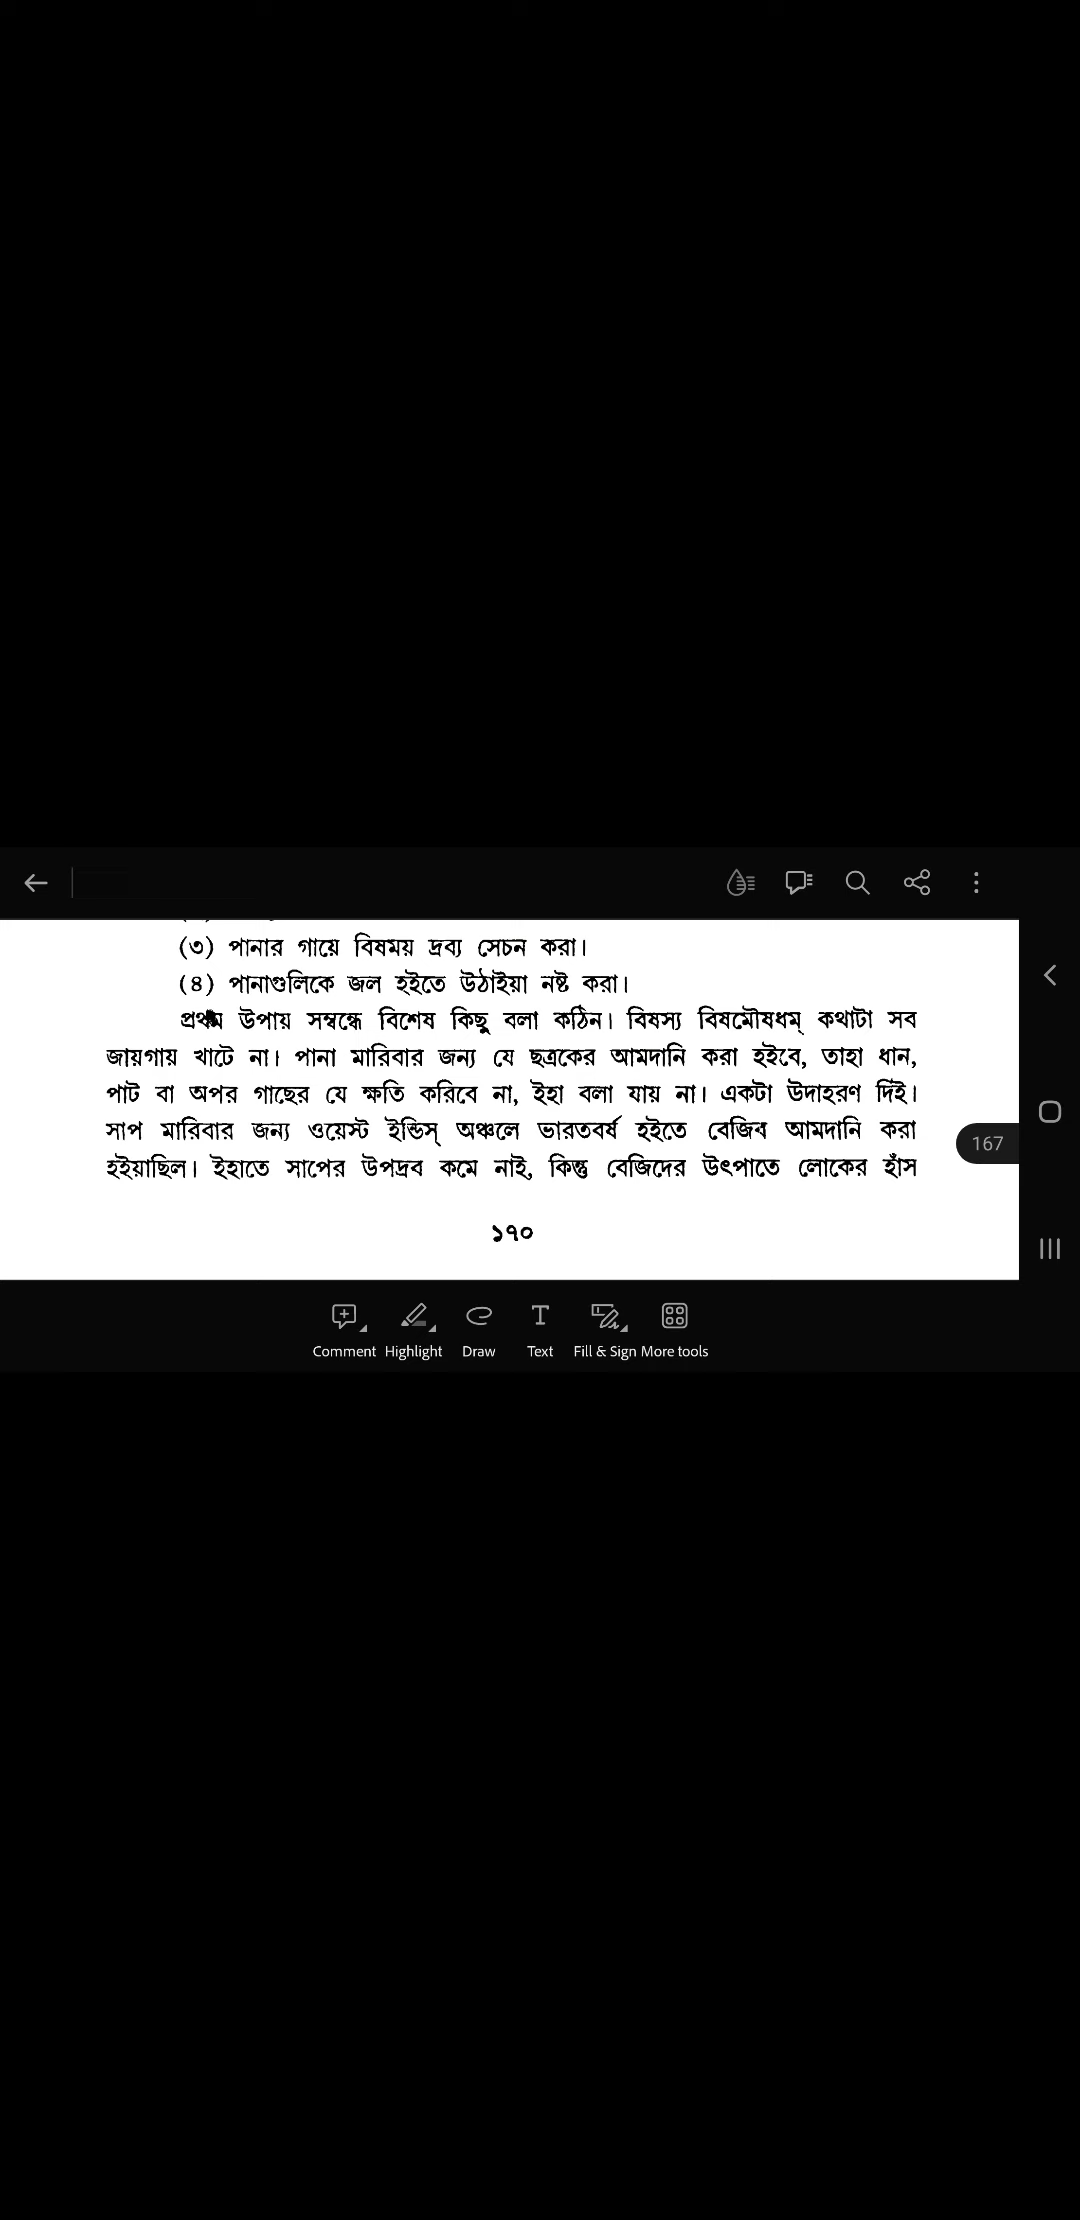 (৩) পানার গায়ে বিষময় দ্রব্য সেচন করা।
(৪) পানাগুলিকে জল হইতে উঠাইয়া নষ্ট করা।
প্রথম উপায় সম্বন্ধে বিশেষ কিছু বলা কঠিন। বিষস্য বিষমৌষধম্ কথাটা সব
জায়গায় খাটে না। পানা মারিবার জন্য যে ছত্রকের আমদানি করা হইবে, তাহা ধান,
পাট বা অপর গাছের যে ক্ষতি করিবে না, ইহা বলা যায় না। একটা উদাহরণ দিই।
সাপ মারিবার জন্য ওয়েস্ট ইন্ডিস্ অঞ্চলে ভারতবর্ষ হইতে বেজিব আমদানি করা
হইয়াছিল। ইহাতে সাপের উপদ্রব কমে নাই, কিন্তু বেজিদের উৎপাতে লোকের হাঁস
167
১৭০
Comment Highlight Draw Text Fill & Sign More tools